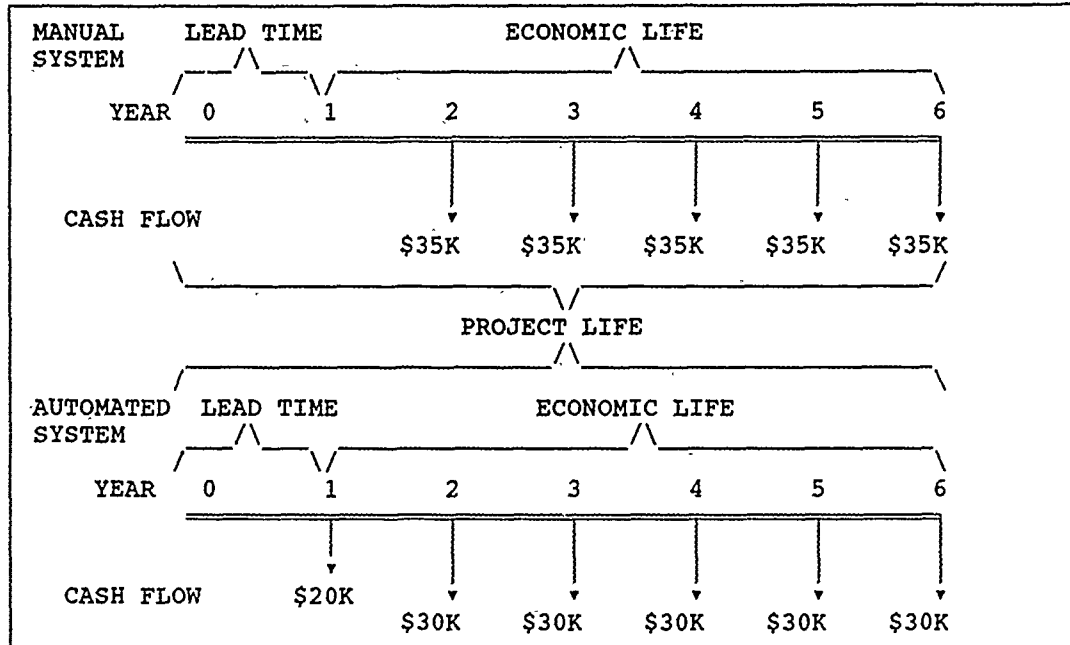 MANUAL LEAD TIME ECONOMIC LIFE
SYSTEM
YEAR 0 1 2 3 4 5 6
CASH FLOW
$35K $35K $35K $35K $35K
PROJECT LIFE
AUTOMATED LEAD TIME ECONOMIC LIFE
SYSTEM
YEAR 0 1 2 3 4 5 6
CASH FLOW $20K
$30K $30K $30K $30K $30K